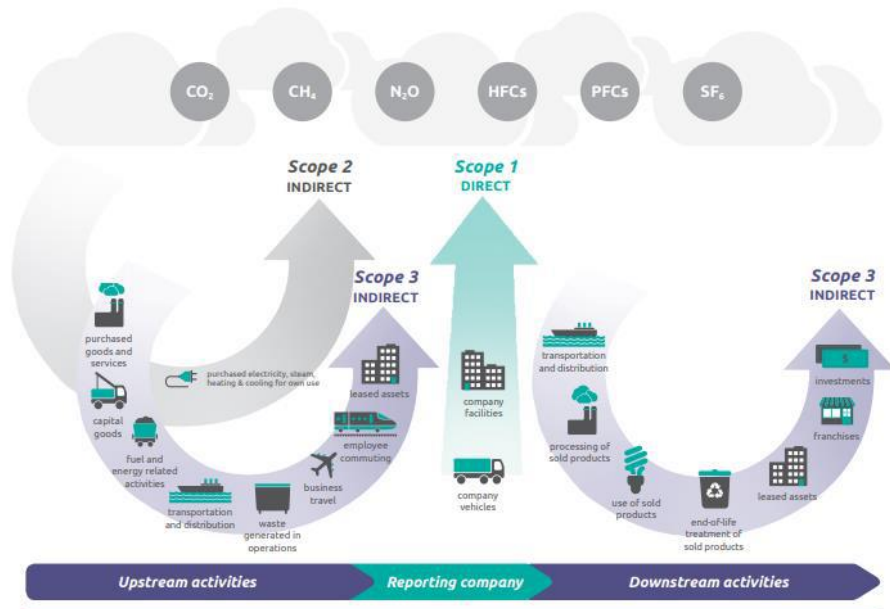 CO₂
CH₄
N₂O
HFCs
PFCs
SF₆
Scope 2
INDIRECT
Scope 1
DIRECT
Scope 3
INDIRECT
Scope 3
INDIRECT
purchased
goods and
services
capital
goods
fuel and
energy related
activities
transportation
and distribution
waste
generated in
operations
business
travel
employee
commuting
leased assets
purchased electricity, steam,
heating & cooling for own use
company
facilities
company
vehicles
transportation
and distribution
processing of
sold products
use of sold
products
end-of-life
treatment of
sold products
leased assets
franchises
investments
$
Upstream activities
Reporting company
Downstream activities